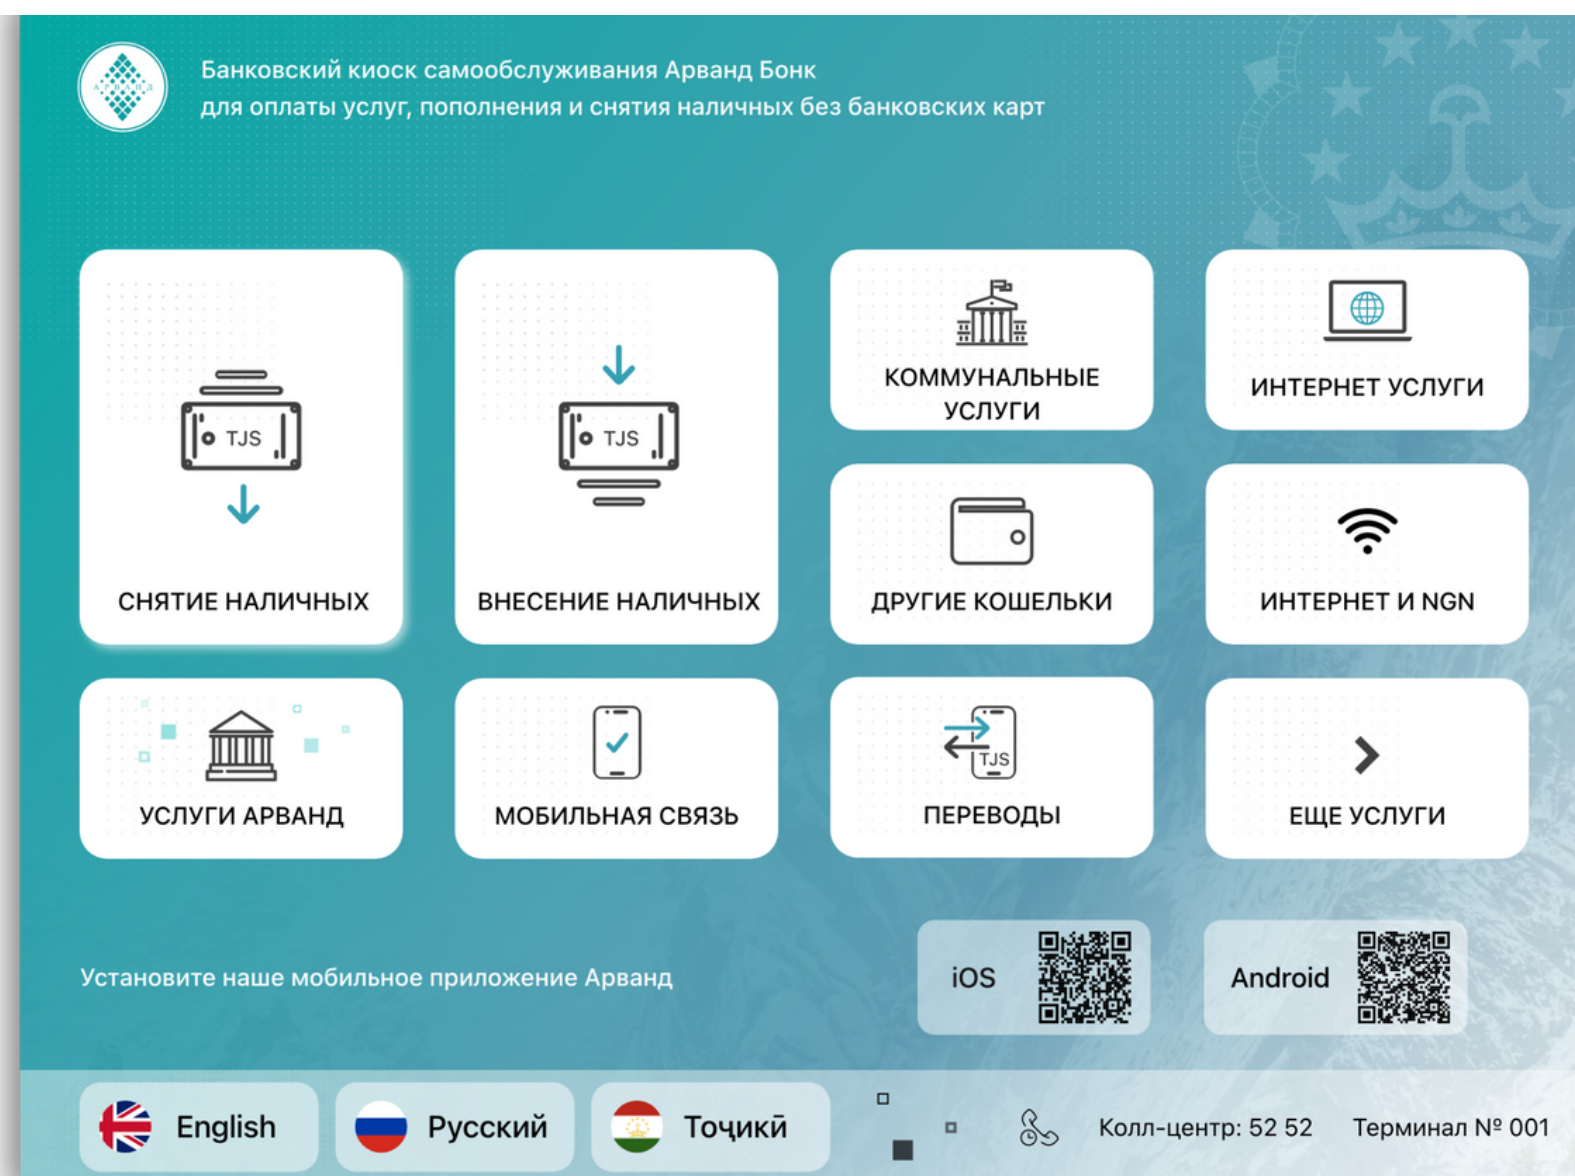 АРВАНД
Банковский киоск самообслуживания Арванд Бонк
для оплаты услуг, пополнения и снятия наличных без банковских карт
TJS
СНЯТИЕ НАЛИЧНЫХ
TJS
ВНЕСЕНИЕ НАЛИЧНЫХ
КОММУНАЛЬНЫЕ
УСЛУГИ
ИНТЕРНЕТ УСЛУГИ
ДРУГИЕ КОШЕЛЬКИ
ИНТЕРНЕТ И NGN
УСЛУГИ АРВАНД
МОБИЛЬНАЯ СВЯЗЬ
TJS
ПЕРЕВОДЫ
ЕЩЕ УСЛУГИ
Установите наше мобильное приложение Арванд
iOS
Android
English
Русский
Тоҷикӣ
Колл-центр: 52 52
Терминал № 001